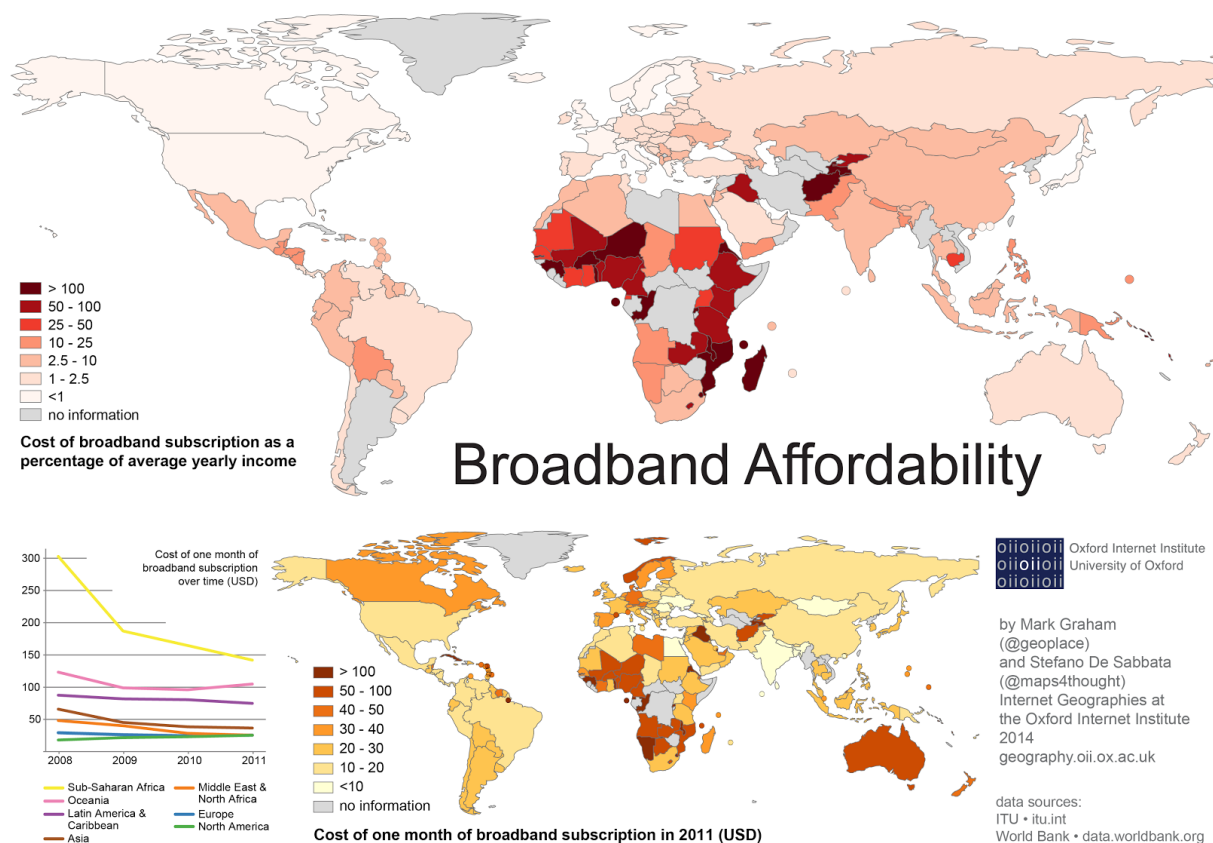 > 100
50 - 100
25 - 50
10 - 25
2.5 - 10
1 - 2.5
<1
no information
Cost of broadband subscription as a
percentage of average yearly income
Broadband Affordability
Cost of one month of
broadband subscription
over time (USD)
300
250
200
150
100
50
2008
2009
2010
2011
Sub-Saharan Africa
Oceania
Latin America &
Caribbean
Asia
Middle East &
North Africa
Europe
North America
> 100
50 - 100
40 - 50
30 - 40
20 - 30
10 - 20
<10
no information
Cost of one month of broadband subscription in 2011 (USD)
oiioiioii
oiioiioii
oiioiioii
Oxford Internet Institute
University of Oxford
by Mark Graham
(@geoplace)
and Stefano De Sabbata
(@maps4thought)
Internet Geographies at
the Oxford Internet Institute
2014
geography.oii.ox.ac.uk
data sources:
ITU • itu.int
World Bank • data.worldbank.org